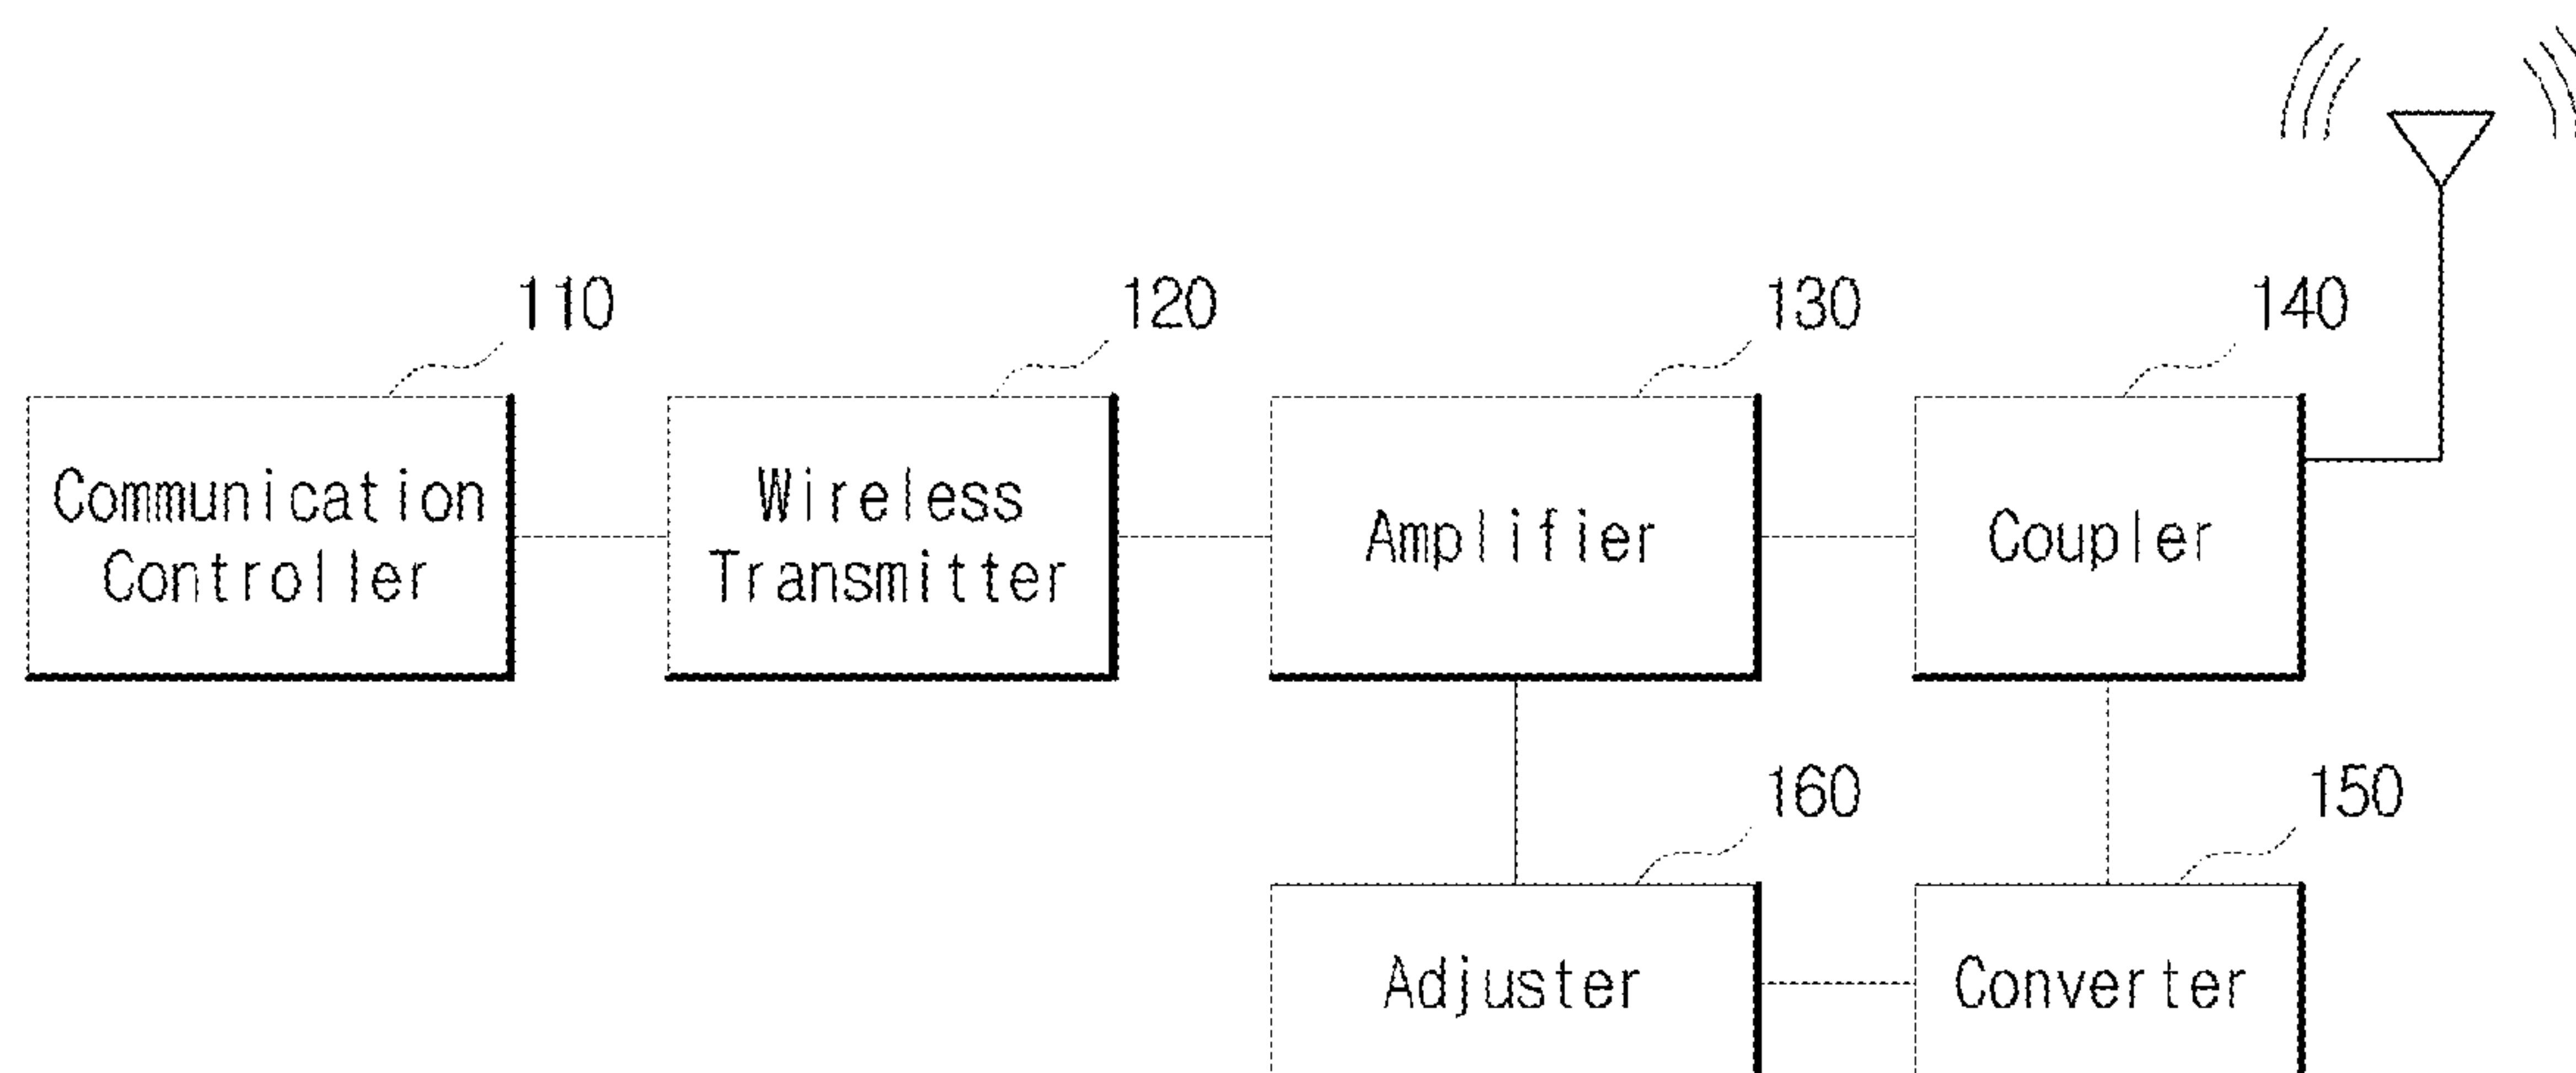 110
120
130
140
Communication
Controller
Wireless
Transmitter
Amplifier
Coupler
160
150
Adjuster
Converter